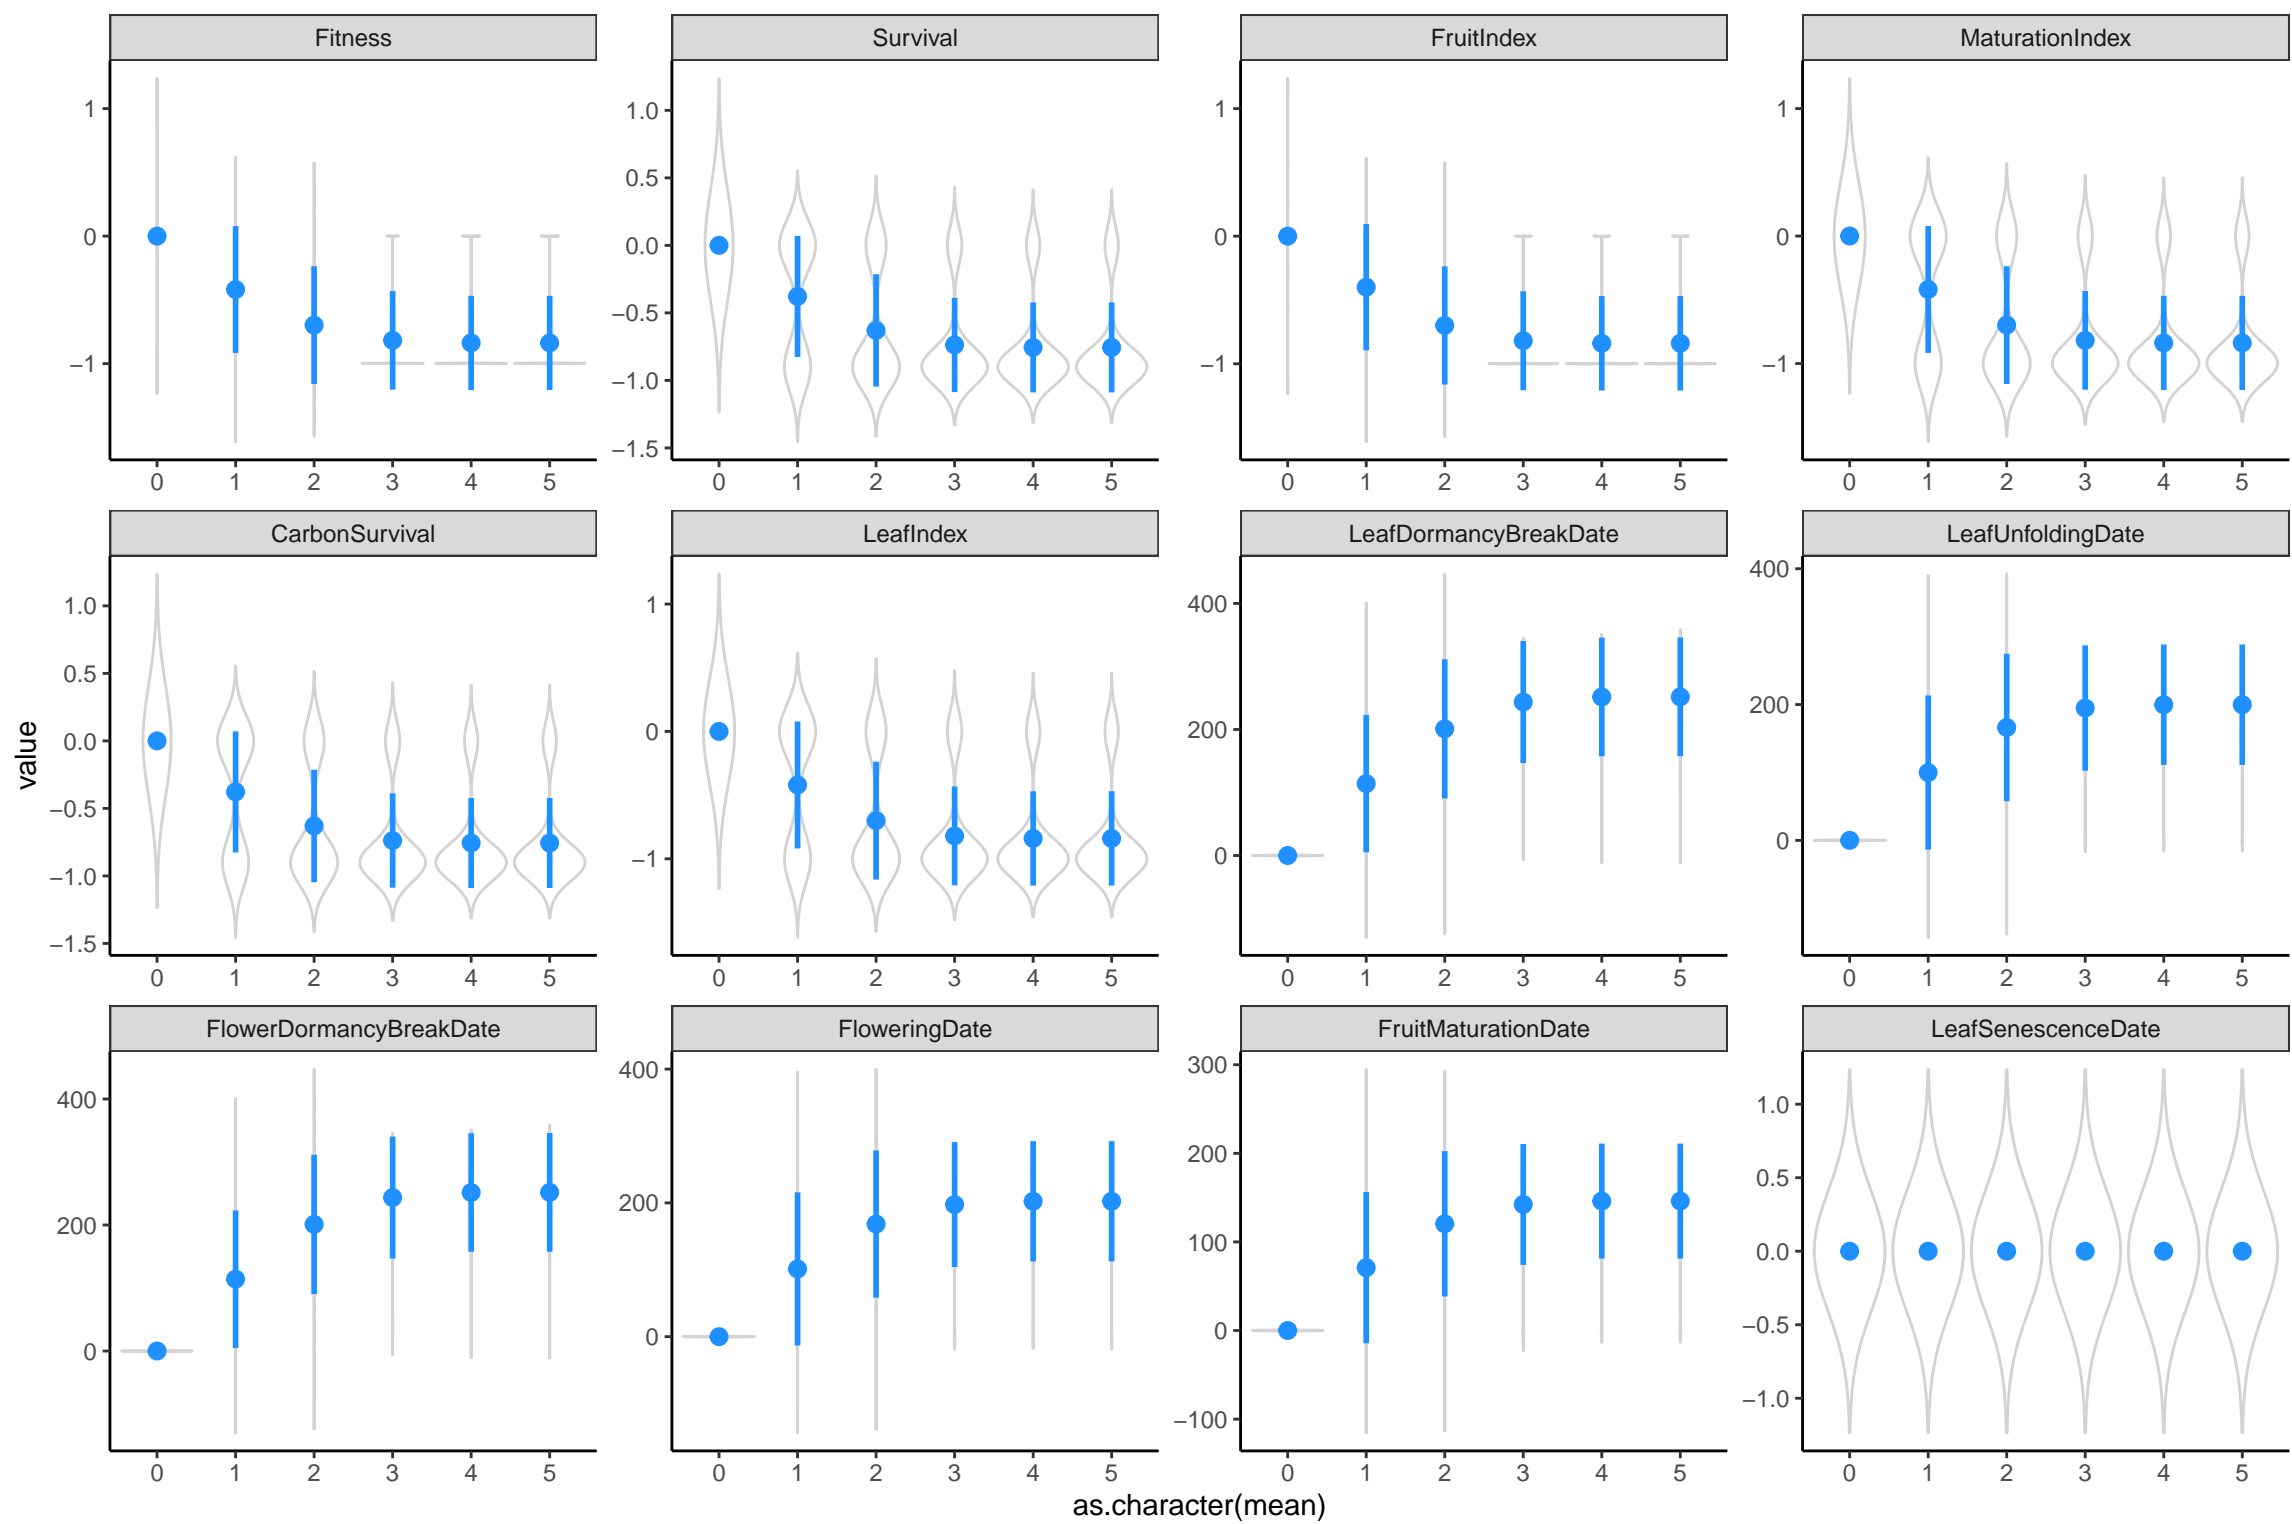 Fitness Survival FruitIndex MaturationIndex
1 1.0 1 1
0.5
0 0.0 0 0
−0.5
−1 −1.0 −1 −1
−1.5
0 1 2 3 4 5 0 1 2 3 4 5 0 1 2 3 4 5 0 1 2 3 4 5
CarbonSurvival LeafIndex LeafDormancyBreakDate LeafUnfoldingDate
1.0 1 400 400
0.5
0.0 0 200 200
−0.5
−1.0 −1 0 0
−1.5
value
0 1 2 3 4 5 0 1 2 3 4 5 0 1 2 3 4 5 0 1 2 3 4 5
FlowerDormancyBreakDate FloweringDate FruitMaturationDate LeafSenescenceDate
400 400 300 1.0
200 0.5
200 200 100 0.0
0 0 0 −0.5
−100 −1.0
0 1 2 3 4 5 0 1 2 3 4 5 0 1 2 3 4 5 0 1 2 3 4 5
as.character(mean)